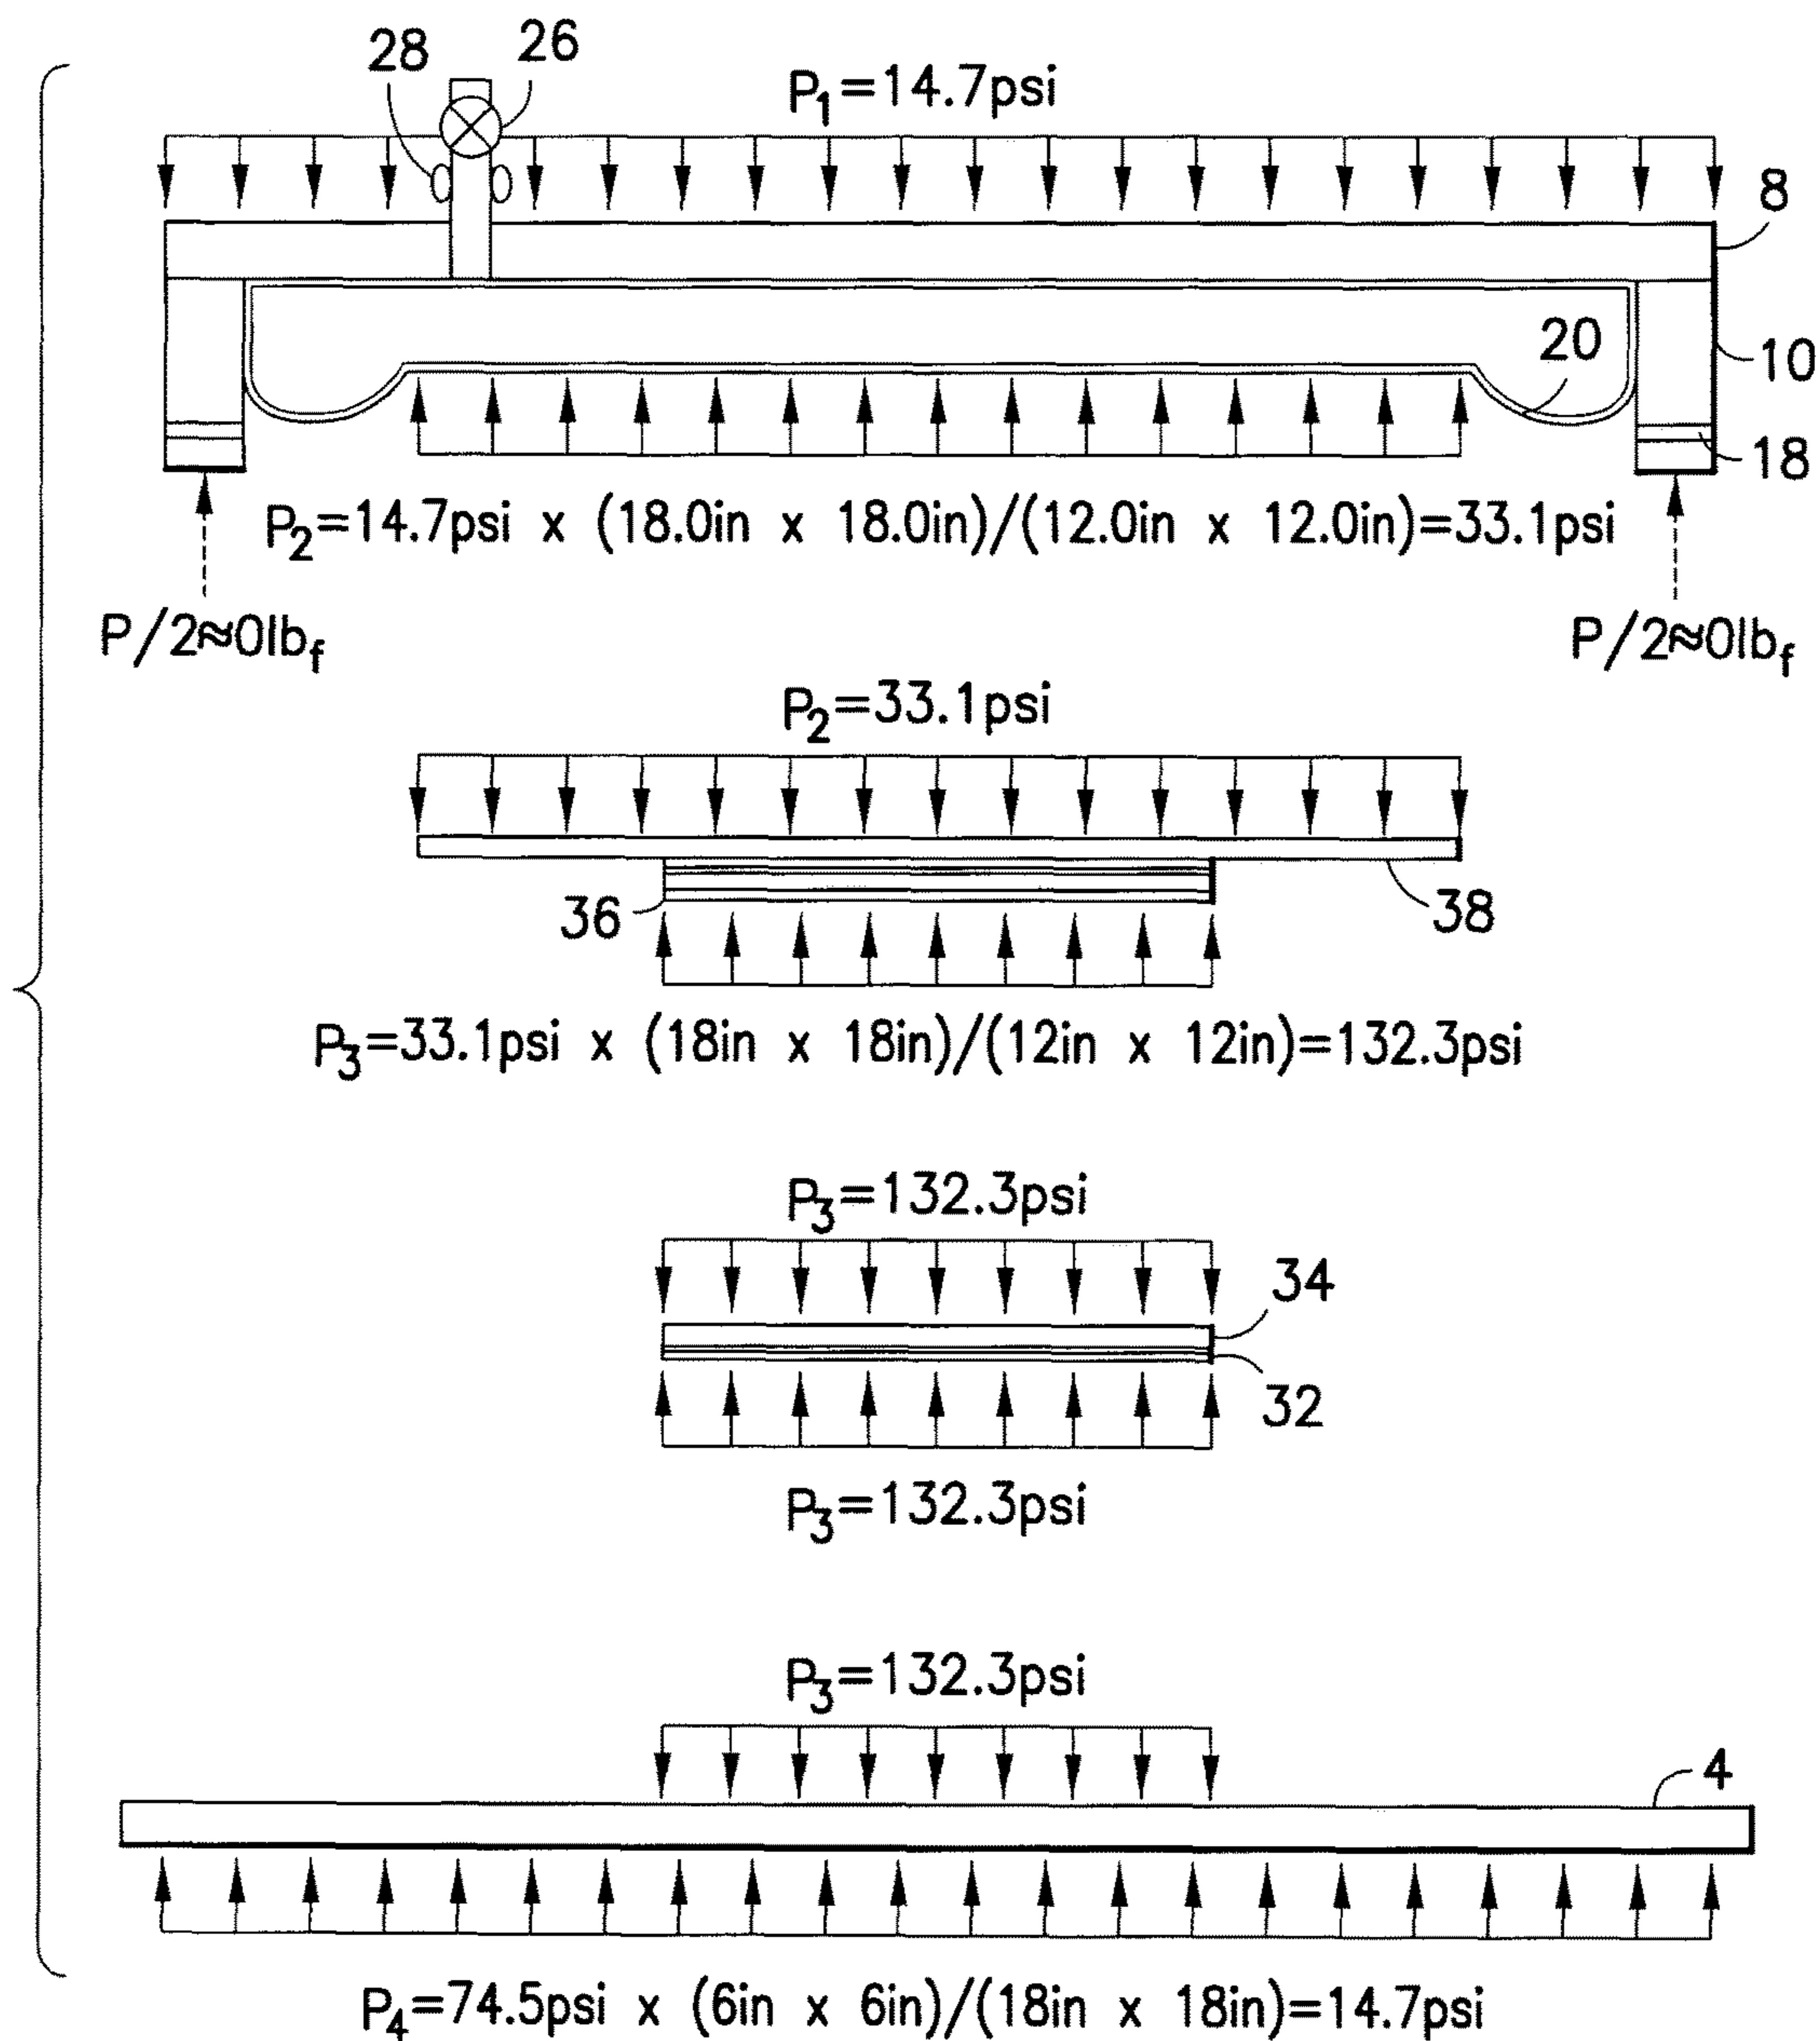 28
26
P₁=14.7psi
8
20
10
18
P₂=14.7psi x (18.0in x 18.0in)/(12.0in x 12.0in)=33.1psi
P/2≈0lbf
P/2≈0lbf
P₂=33.1psi
36
38
P₃=33.1psi x (18in x 18in)/(12in x 12in)=132.3psi
P₃=132.3psi
34
32
P₃=132.3psi
P₃=132.3psi
4
P₄=74.5psi x (6in x 6in)/(18in x 18in)=14.7psi